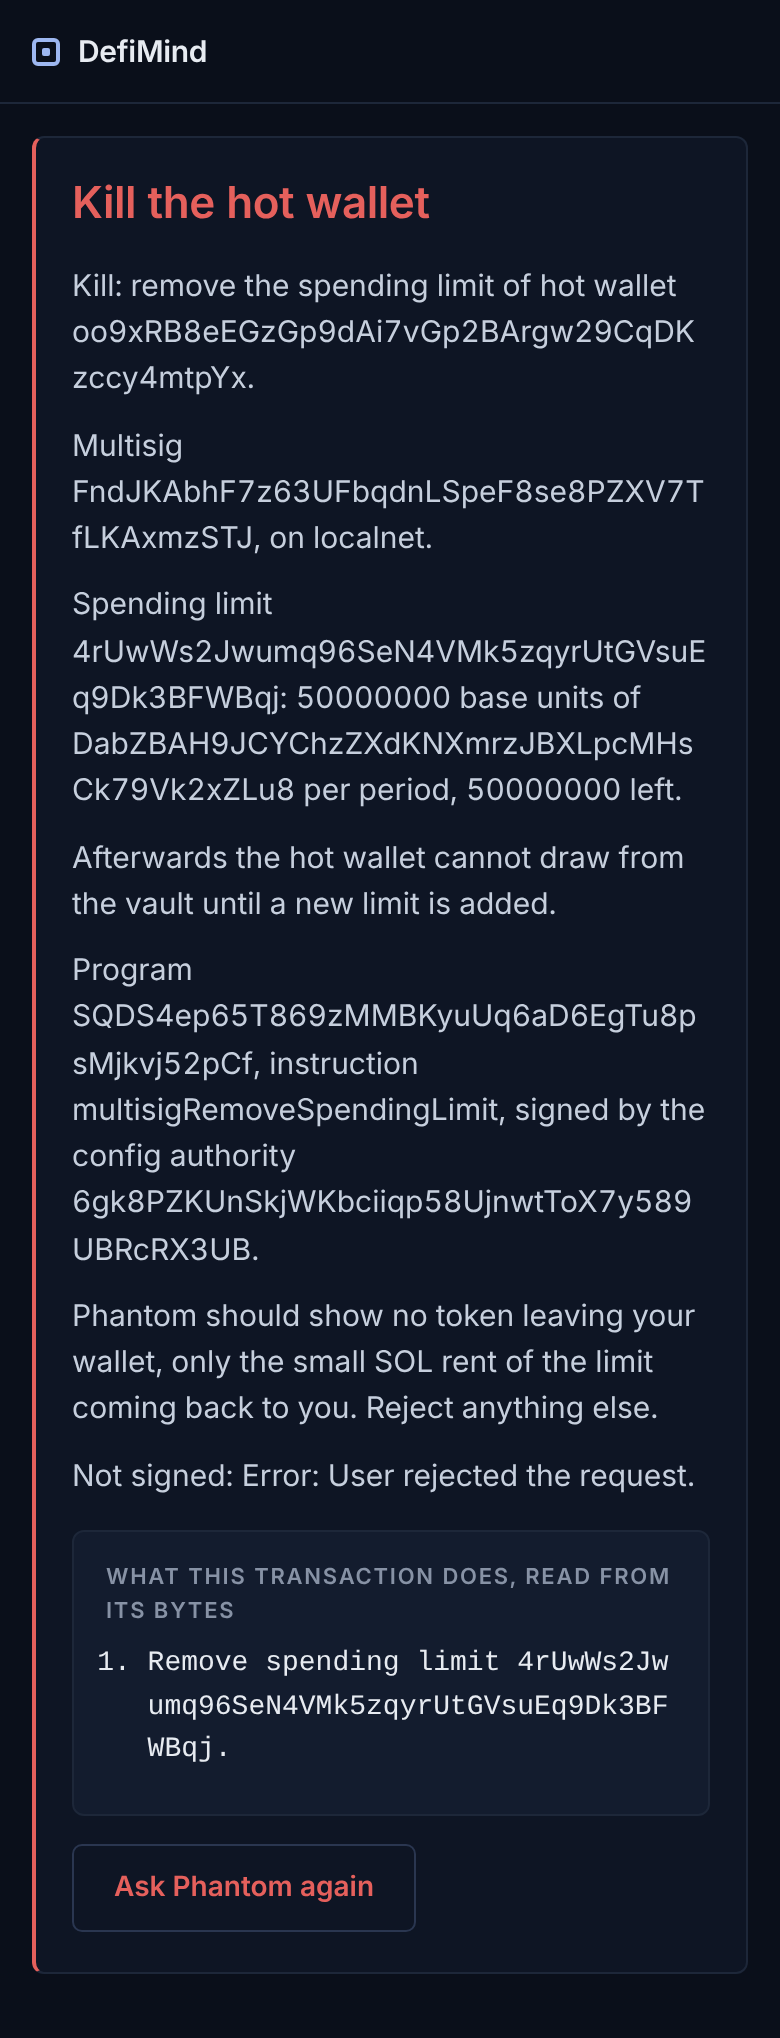 DefiMind
Kill the hot wallet
Kill: remove the spending limit of hot wallet
oo9xRB8eEGzGp9dAi7vGp2BArgw29CqDK
zccy4mtpYx.
Multisig
FndJKAbhF7z63UFbqdnLSpeF8se8PZXV7T
fLKAxmzSTJ, on localnet.
Spending limit
4rUwWs2Jwumq96SeN4VMk5zqyrUtGVsuE
q9Dk3BFWBqj: 50000000 base units of
DabZBAH9JCYChzZXdKNXmrzJBXLpcMHs
Ck79Vk2xZLu8 per period, 50000000 left.
Afterwards the hot wallet cannot draw from
the vault until a new limit is added.
Program
SQDS4ep65T869zMMBKyuUq6aD6EgTu8p
sMjkvj52pCf, instruction
multisigRemoveSpendingLimit, signed by the
config authority
6gk8PZKUnSkjWKbciiqp58UjnwtToX7y589
UBRcRX3UB.
Phantom should show no token leaving your
wallet, only the small SOL rent of the limit
coming back to you. Reject anything else.
Not signed: Error: User rejected the request.
WHAT THIS TRANSACTION DOES, READ FROM
ITS BYTES
1. Remove spending limit 4rUwWs2Jw
umq96SeN4VMk5zqyrUtGVsuEq9Dk3BF
WBqj.
Ask Phantom again